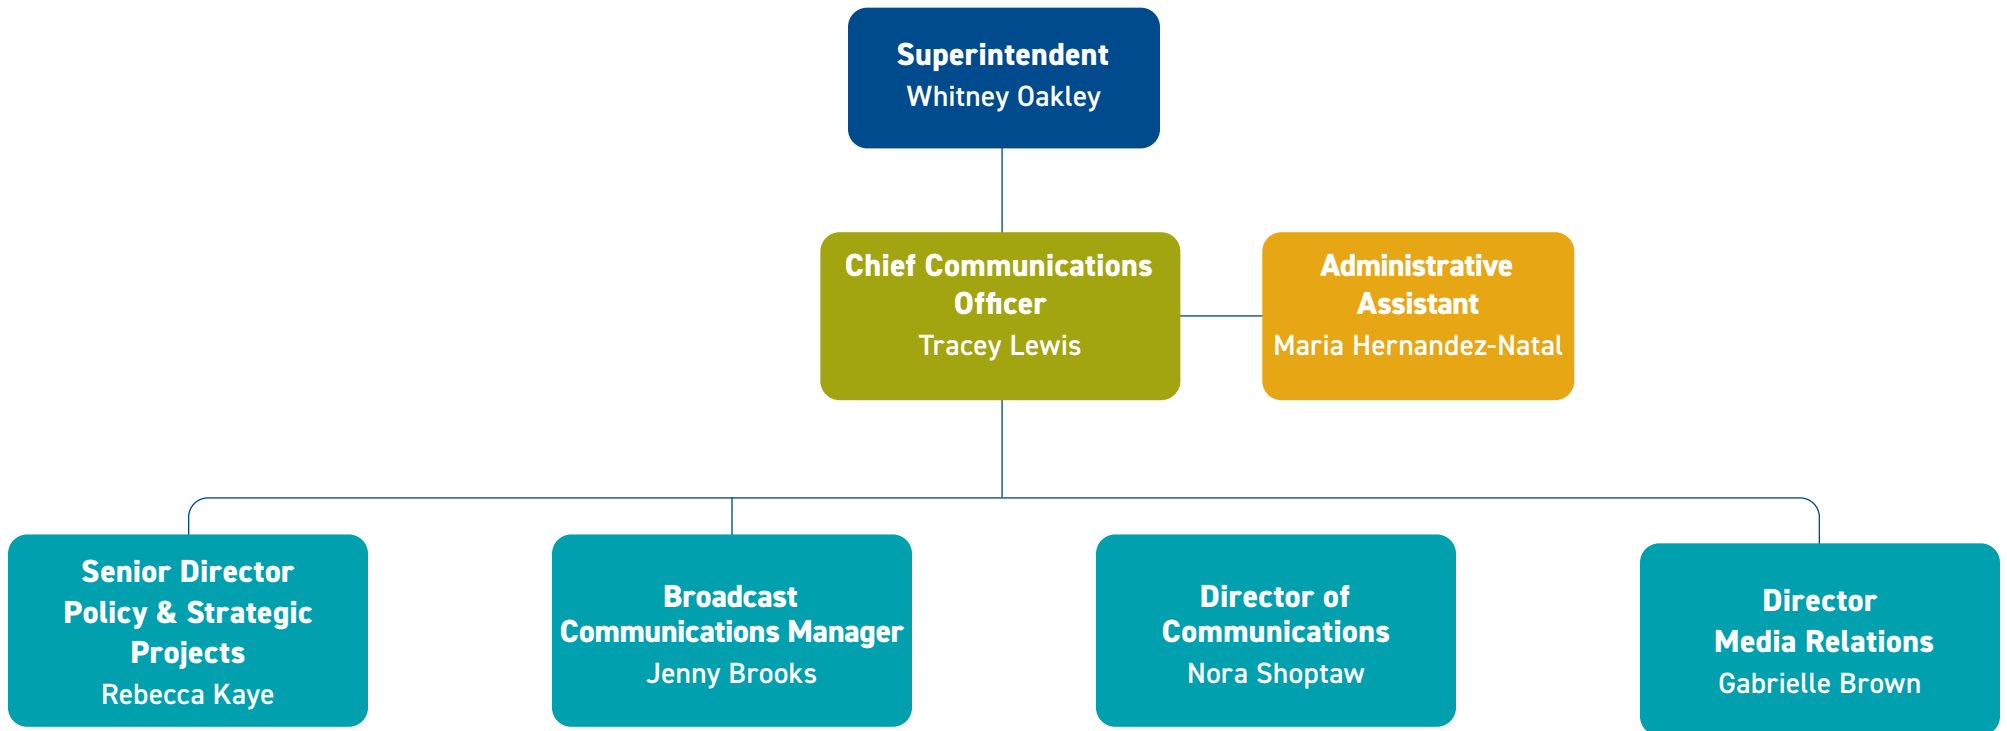 Superintendent
Whitney Oakley
Chief Communications
Officer
Tracey Lewis
Administrative
Assistant
Maria Hernandez-Natal
Senior Director
Policy & Strategic
Projects
Rebecca Kaye
Broadcast
Communications Manager
Jenny Brooks
Director of
Communications
Nora Shoptaw
Director
Media Relations
Gabrielle Brown